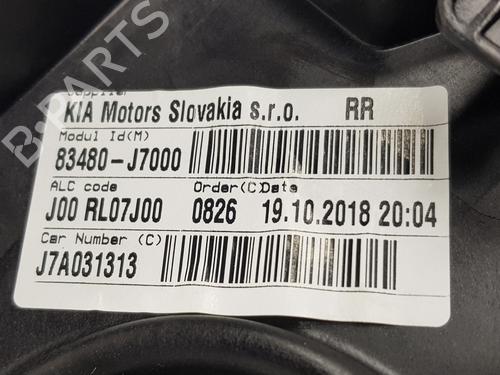 Supplier
KIA Motors Slovakia s.r.o. RR
Modul Id(M)
83480-J7000
ALC code Order(C)Date
J00 RL07J00 0826 19.10.2018 20:04
Car Number (C)
J7A031313
B-PARTS